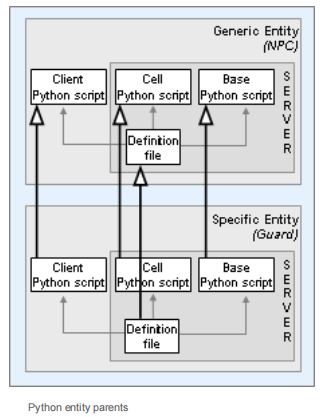 Generic Entity
(NPC)
Client
Python script
Cell
Python script
Base
Python script
S
E
R
V
E
R
Definition
file
Specific Entity
(Guard)
Client
Python script
Cell
Python script
Base
Python script
S
E
R
V
E
R
Definition
file
Python entity parents